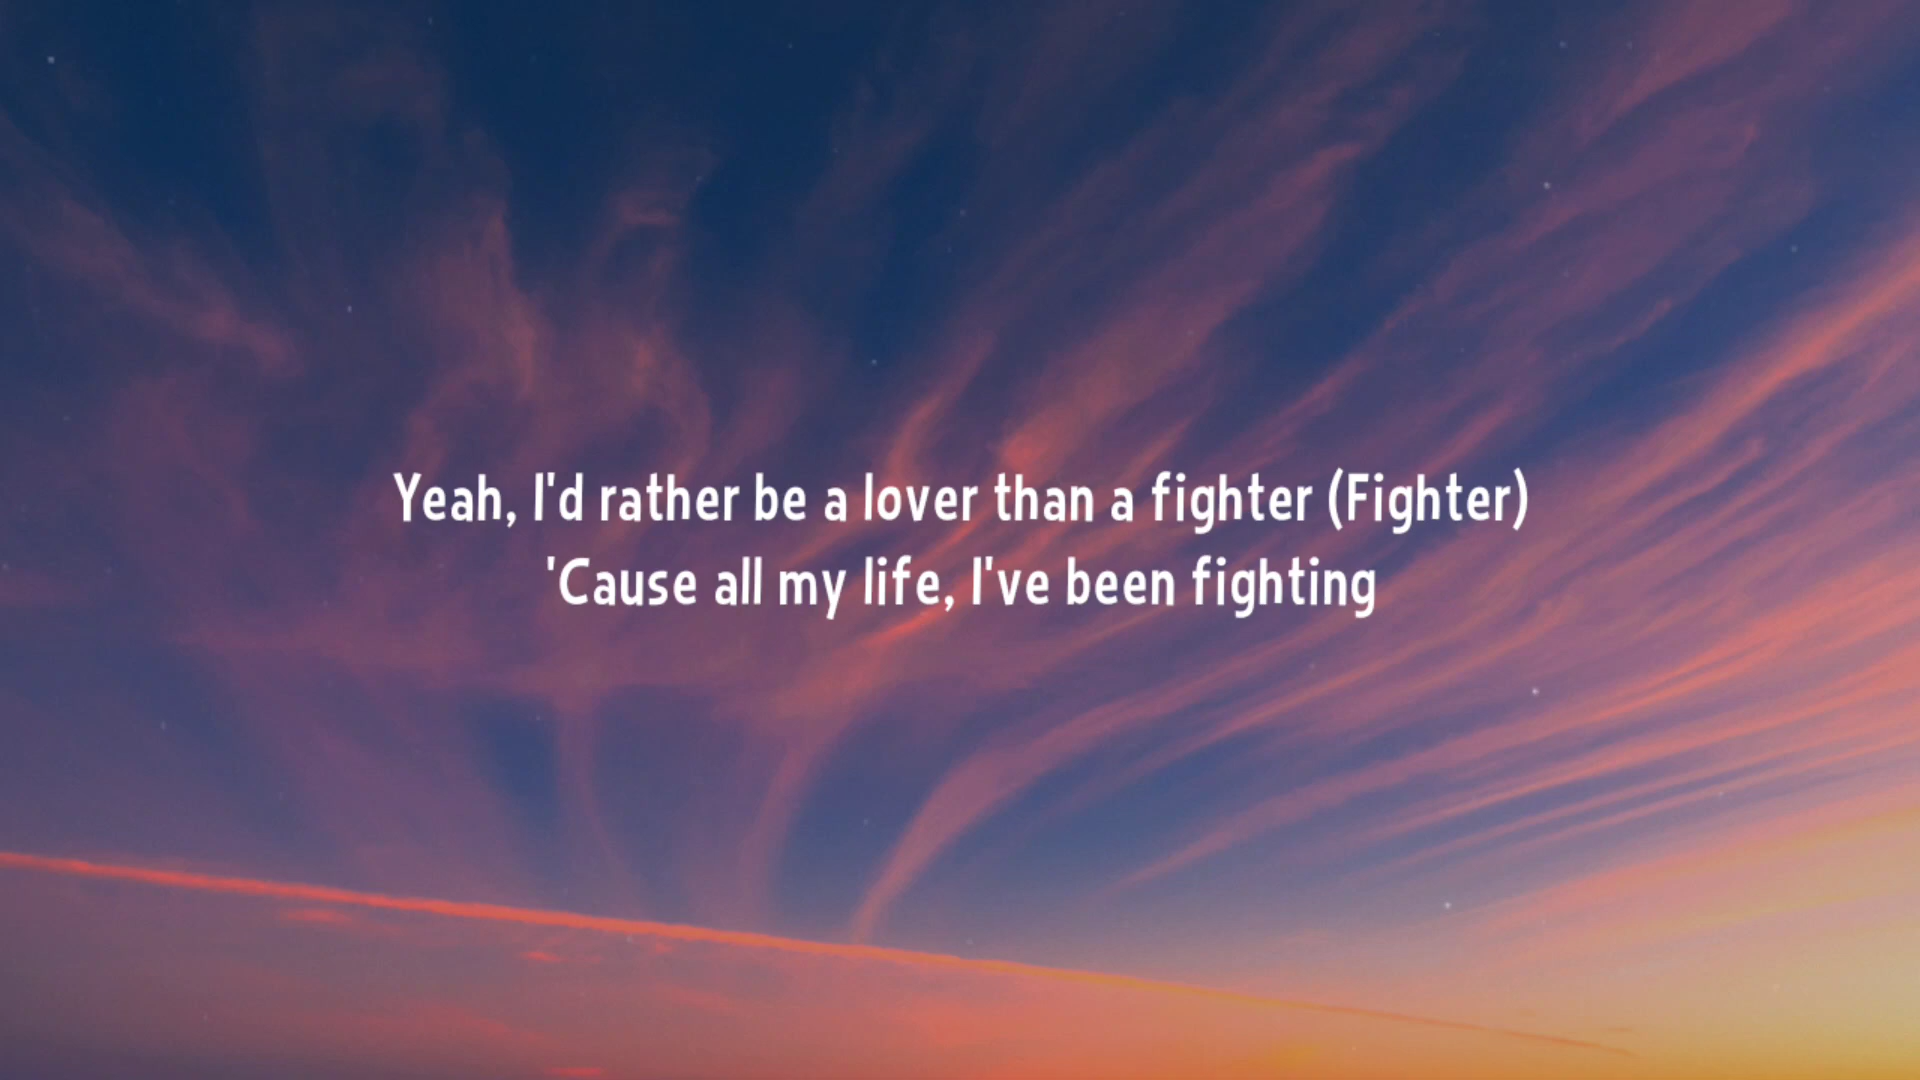 Yeah, I'd rather be a lover than a fighter (Fighter)
'Cause all my life, I've been fighting